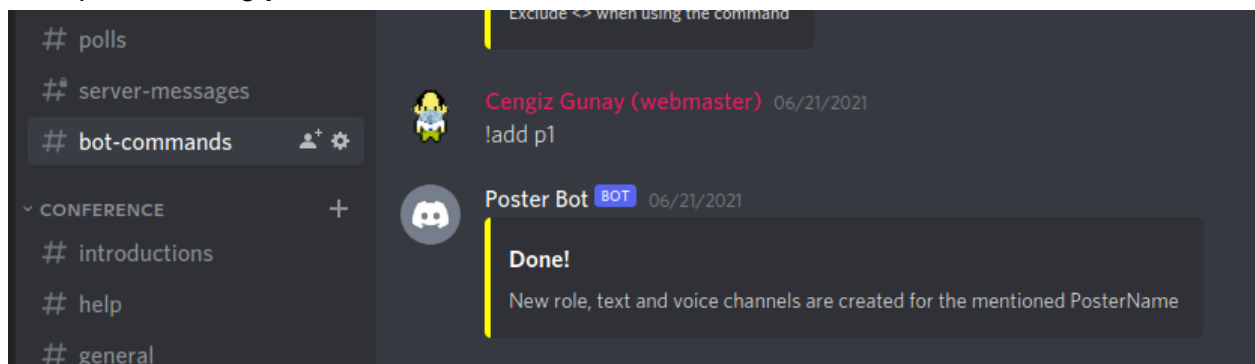 # polls
# server-messages
# bot-commands
CONFERENCE +
# introductions
# help
# general
Exclude <> when using the command
Cengiz Gunay (webmaster) 06/21/2021
!add p1
Poster Bot BOT 06/21/2021
Done!
New role, text and voice channels are created for the mentioned PosterName